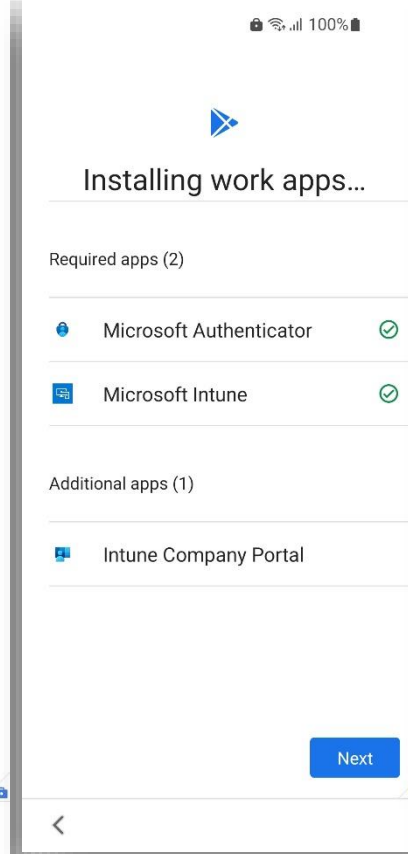 100%
Installing work apps...
Required apps (2)
Microsoft Authenticator
Microsoft Intune
Additional apps (1)
Intune Company Portal
Next